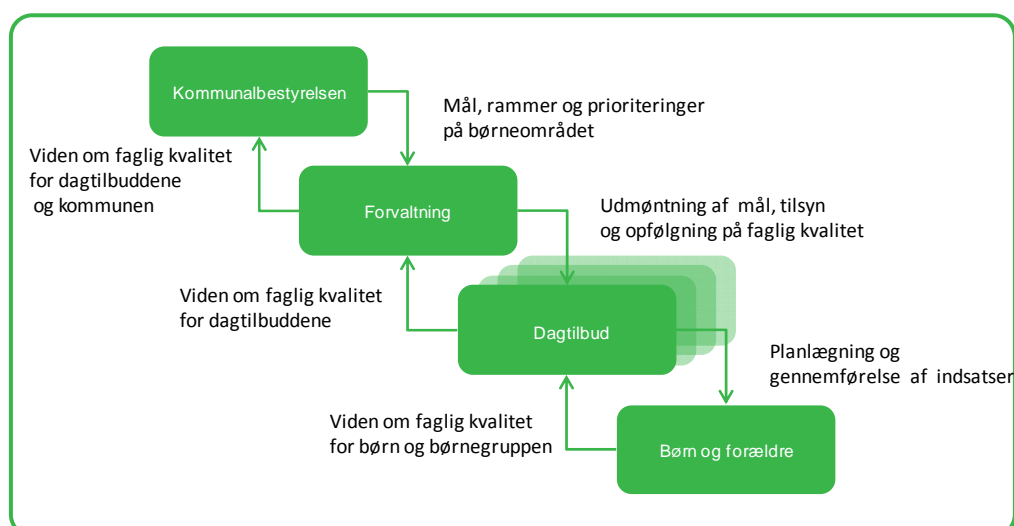 Kommunalbestyrelsen
Mål, rammer og prioriteringer
på børneområdet
Viden om faglig kvalitet
for dagtilbuddene
og kommunen
Forvaltning
Udmøntning af mål, tilsyn
og opfølgning på faglig kvalitet
Viden om faglig kvalitet
for dagtilbuddene
Dagtilbud
Planlægning og
gennemførelse af indsatser
Viden om faglig kvalitet
for børn og børnegruppen
Børn og forældre